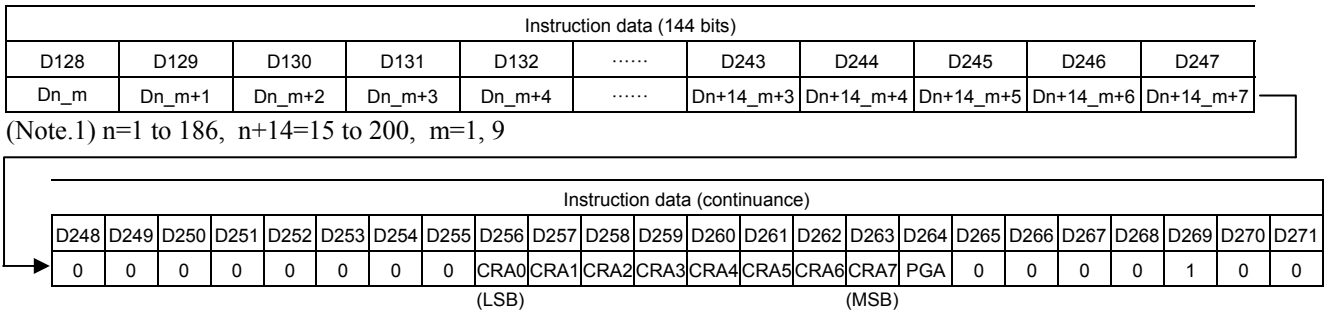 Instruction data (144 bits)
D128 D129 D130 D131 D132 ······ D243 D244 D245 D246 D247
Dn_m Dn_m+1 Dn_m+2 Dn_m+3 Dn_m+4 ······ Dn+14_m+3 Dn+14_m+4 Dn+14_m+5 Dn+14_m+6 Dn+14_m+7
(Note.1) n=1 to 186, n+14=15 to 200, m=1, 9
Instruction data (continuance)
D248 D249 D250 D251 D252 D253 D254 D255 D256 D257 D258 D259 D260 D261 D262 D263 D264 D265 D266 D267 D268 D269 D270 D271
0 0 0 0 0 0 0 0 CRA0 CRA1 CRA2 CRA3 CRA4 CRA5 CRA6 CRA7 PGA 0 0 0 0 1 0 0
(LSB) (MSB)